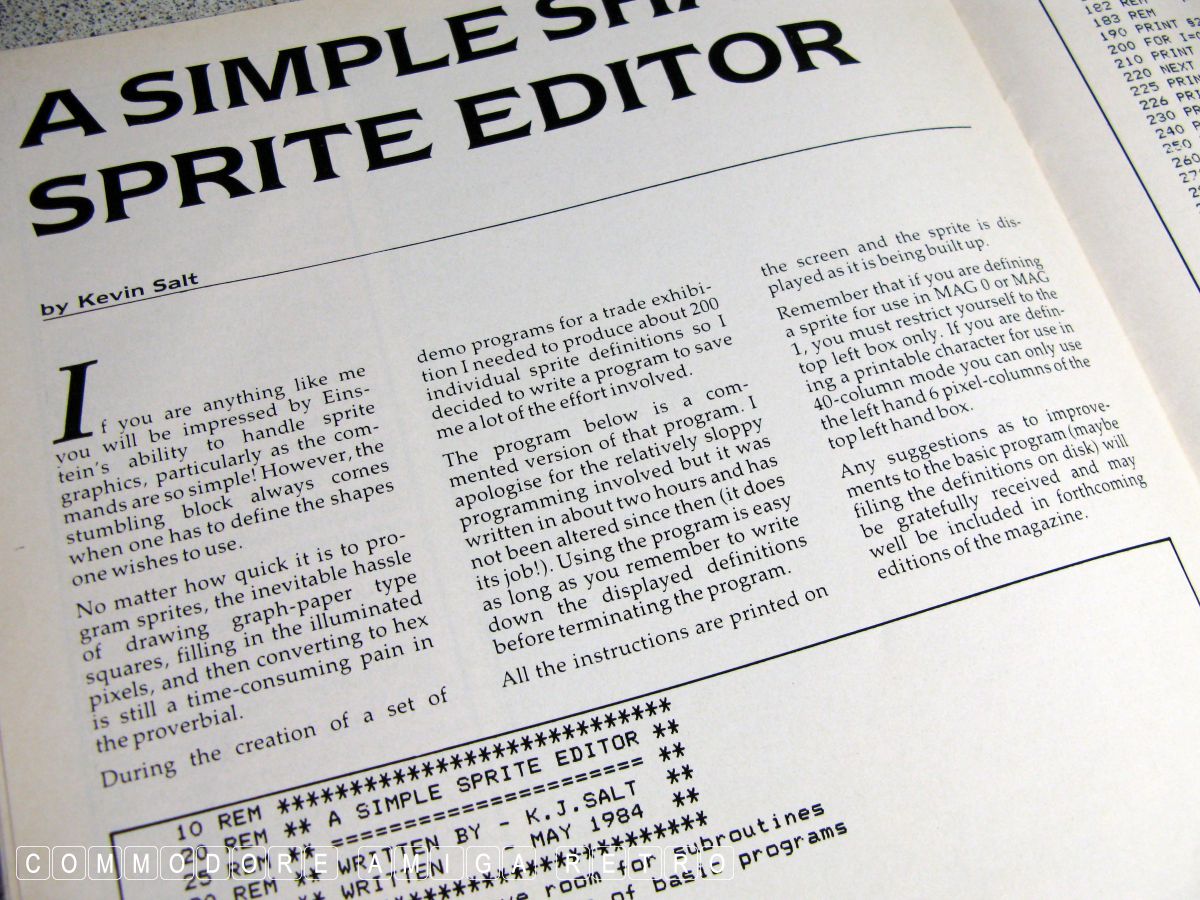 A SIMPLE
SPRITE EDITOR
by Kevin Salt
If you are anything like me
you will be impressed by Eins-
tein's ability to handle sprite
graphics, particularly as the com-
mands are so simple! However, the
stumbling block always comes
when one has to define the shapes
one wishes to use.
No matter how quick it is to pro-
gram sprites, the inevitable hassle
of drawing graph-paper type
squares, filling in the illuminated
pixels, and then converting to hex
is still a time-consuming pain in
the proverbial.
During the creation of a set of
demo programs for a trade exhibi-
tion I needed to produce about 200
individual sprite definitions so I
decided to write a program to save
me a lot of the effort involved.
The program below is a com-
mented version of that program. I
apologise for the relatively sloppy
programming involved but it was
written in about two hours and has
not been altered since then (it does
its job!). Using the program is easy
as long as you remember to write
down the displayed definitions
before terminating the program.
All the instructions are printed on
the screen and the sprite is dis-
played as it is being built up.
Remember that if you are defining
a sprite for use in MAG 0 or MAG
1, you must restrict yourself to the
top left box only. If you are defin-
ing a printable character for use in
40-column mode you can only use
the left hand 6 pixel-columns of the
top left hand box.
Any suggestions as to improve-
ments to the basic program (maybe
filing the definitions on disk) will
be gratefully received and may
well be included in forthcoming
editions of the magazine.
10 REM ***************************
20 REM ** A SIMPLE SPRITE EDITOR **
25 REM ** ====================== **
REM ** WRITTEN BY - K.J.SALT **
REM ** WRITTEN - MAY 1984 **
room for subroutines
of basic programs
182 REM
183 REM
190 PRINT
200 FOR
210 PRINT
220 NEXT
225 PRIN
226 PRI
230 PR
240 P
250
260
COMMODORE AMIGA RETRO